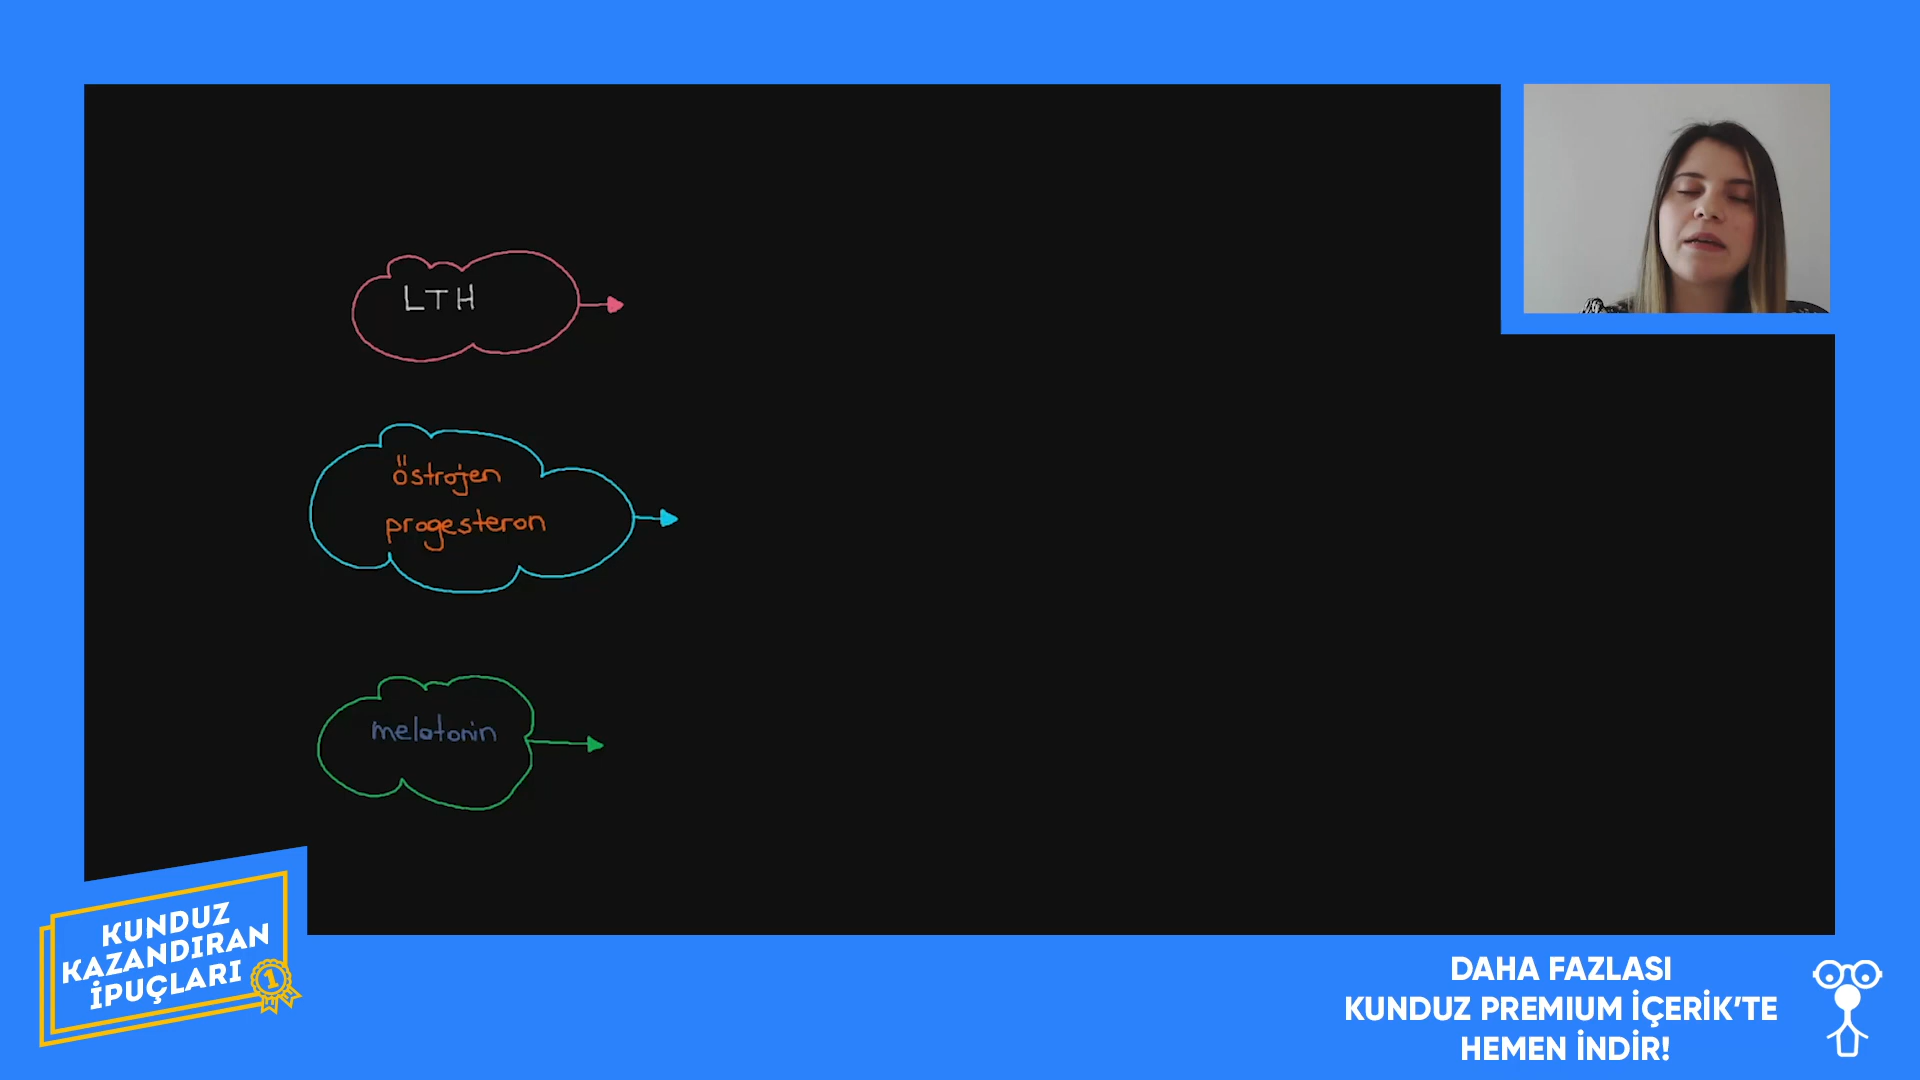 LTH
östrojen
progesteron
melatonin
KUNDUZ
KAZANDIRAN
İPUÇLARI
1
DAHA FAZLASI
KUNDUZ PREMIUM İÇERİK'TE
HEMEN İNDİR!